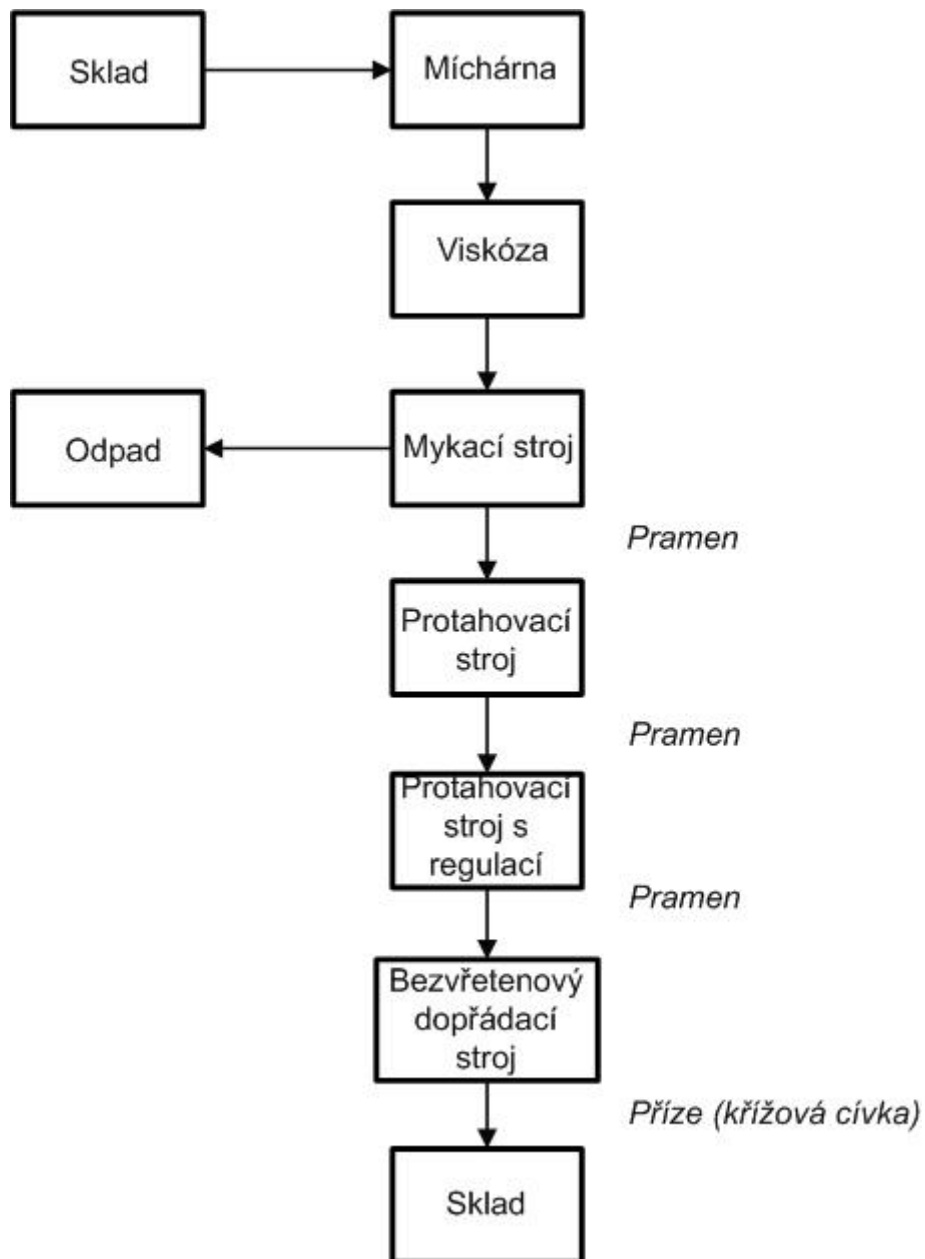 Sklad
Míchárna
Viskóza
Odpad
Mykací stroj
Pramen
Protahovací
stroj
Pramen
Protahovací
stroj s
regulací
Pramen
Bezvřetenový
dopřádací
stroj
Příze (křížová cívka)
Sklad